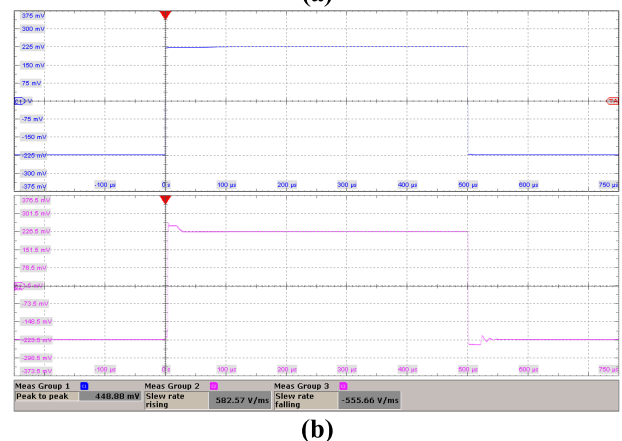 (a)
375 mV
300 mV
225 mV
150 mV
75 mV
-75 mV
-150 mV
-225 mV
-300 mV
-375 mV
-100 µs 0 s 100 µs 200 µs 300 µs 400 µs 500 µs 600 µs 750 µs
376.5 mV
301.5 mV
226.5 mV
151.5 mV
76.5 mV
-73.5 mV
-148.5 mV
-223.5 mV
-298.5 mV
-373.5 mV
-100 µs 0 s 100 µs 200 µs 300 µs 400 µs 500 µs 600 µs 750 µs
Meas Group 1 Meas Group 2 Meas Group 3
Peak to peak 448.88 mV Slew rate rising 582.57 V/ms Slew rate falling -555.66 V/ms
(b)